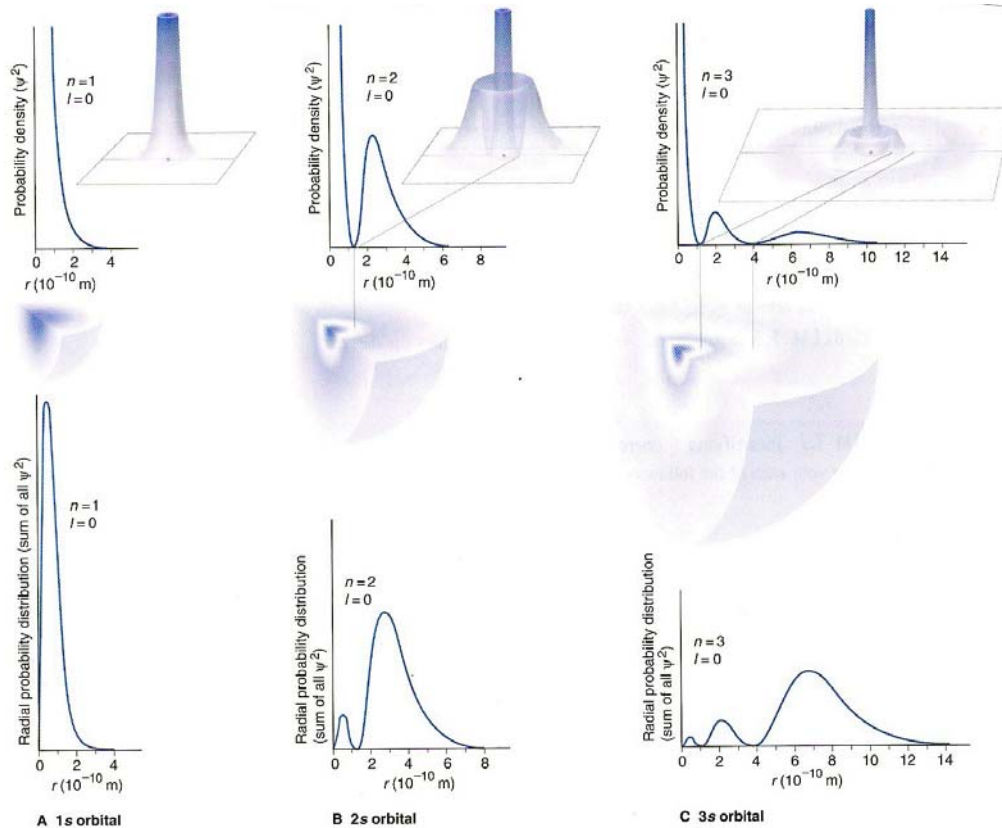 Probability density (ψ²)
n=1
l=0
0 2 4
r (10⁻¹⁰ m)
Probability density (ψ²)
n=2
l=0
0 2 4 6 8
r (10⁻¹⁰ m)
Probability density (ψ²)
n=3
l=0
0 2 4 6 8 10 12 14
r (10⁻¹⁰ m)
Radial probability distribution (sum of all ψ²)
n=1
l=0
0 2 4
r (10⁻¹⁰ m)
A 1s orbital
Radial probability distribution
(sum of all ψ²)
n=2
l=0
0 2 4 6 8
r (10⁻¹⁰ m)
B 2s orbital
Radial probability distribution
(sum of all ψ²)
n=3
l=0
0 2 4 6 8 10 12 14
r (10⁻¹⁰ m)
C 3s orbital